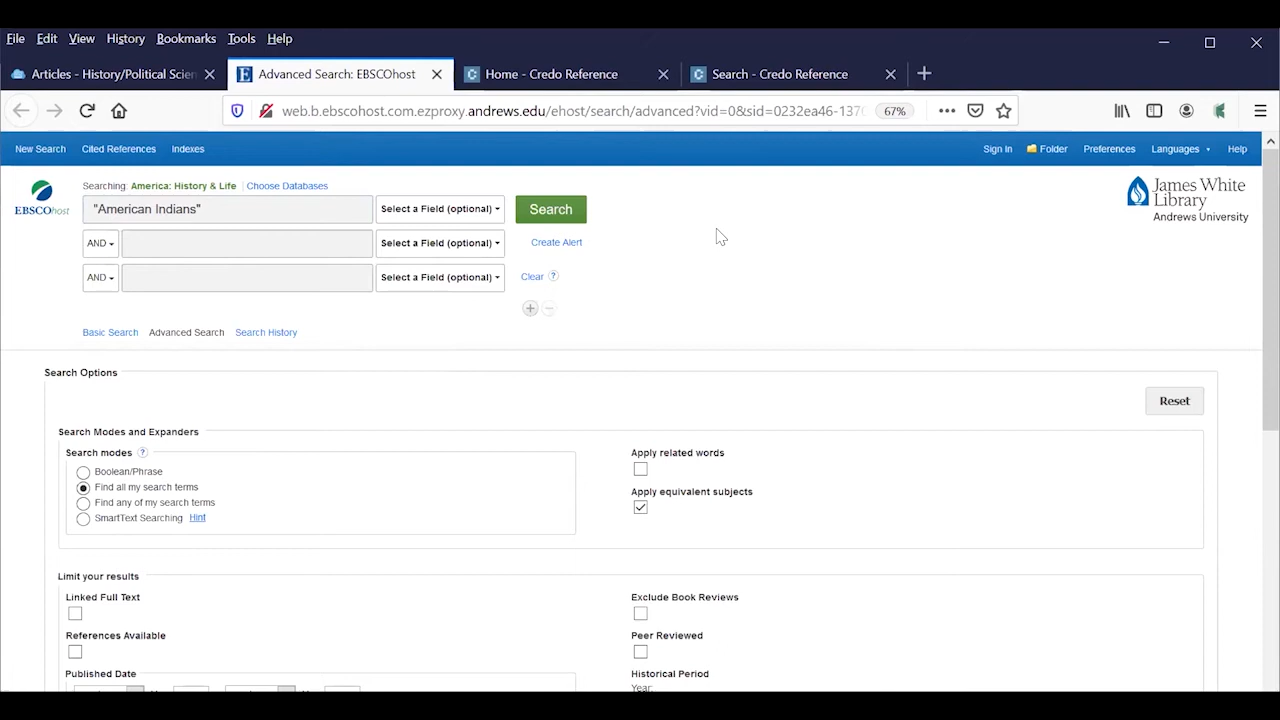 File Edit View History Bookmarks Tools Help
Articles - History/Political Scien Advanced Search: EBSCOhost Home - Credo Reference Search - Credo Reference
web.b.ebscohost.com.ezproxy.andrews.edu/ehost/search/advanced?vid=0&sid=0232ea46-1370 67%
New Search Cited References Indexes Sign In Folder Preferences Languages Help
Searching: America: History & Life Choose Databases
EBSCOhost "American Indians" Select a Field (optional) Search James White Library Andrews University
AND Select a Field (optional) Create Alert
AND Select a Field (optional) Clear ?
Basic Search Advanced Search Search History
Search Options
Reset
Search Modes and Expanders
Search modes ? Apply related words
Boolean/Phrase
Find all my search terms Apply equivalent subjects
Find any of my search terms
SmartText Searching Hint
Limit your results
Linked Full Text Exclude Book Reviews
References Available Peer Reviewed
Published Date Historical Period
Year: